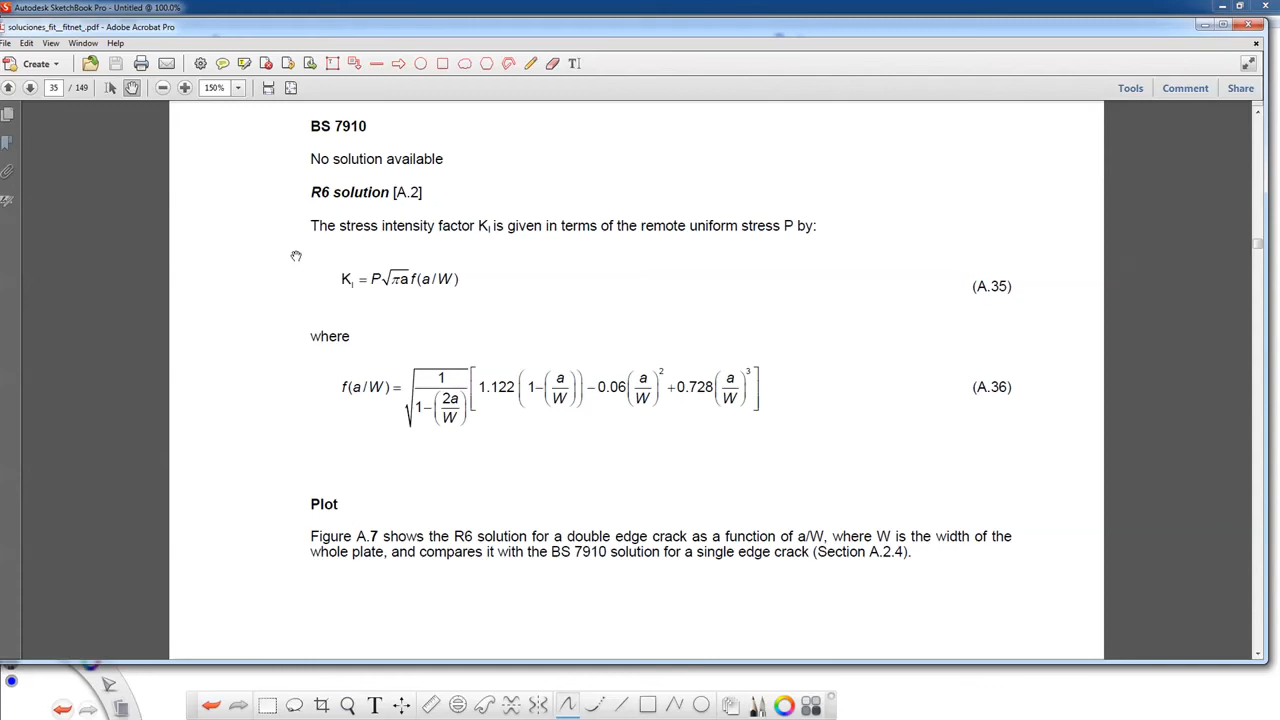 Autodesk SketchBook Pro - Untitled @ 100.0%
soluciones_fit__fitnet_.pdf - Adobe Acrobat Pro
File Edit View Window Help
Create
35 / 149 150% Tools Comment Share
BS 7910
No solution available
R6 solution [A.2]
The stress intensity factor K_I is given in terms of the remote uniform stress P by:
K_I = P√πa f(a/W) (A.35)
where
f(a/W) = √(1/(1−(2a/W))) [1.122(1−(a/W))−0.06(a/W)²+0.728(a/W)³] (A.36)
Plot
Figure A.7 shows the R6 solution for a double edge crack as a function of a/W, where W is the width of the
whole plate, and compares it with the BS 7910 solution for a single edge crack (Section A.2.4).